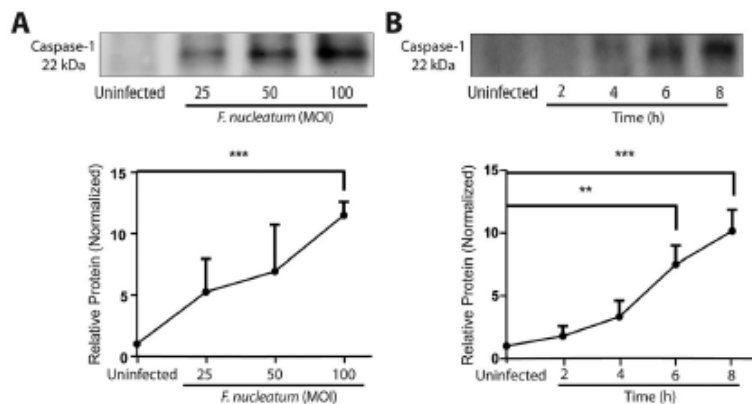 A
Caspase-1
22 kDa
Uninfected 25 50 100
F. nucleatum (MOI)
***
Relative Protein (Normalized)
15
10
5
0
Uninfected 25 50 100
F. nucleatum (MOI)
B
Caspase-1
22 kDa
Uninfected 2 4 6 8
Time (h)
***
**
Relative Protein (Normalized)
15
10
5
0
Uninfected 2 4 6 8
Time (h)